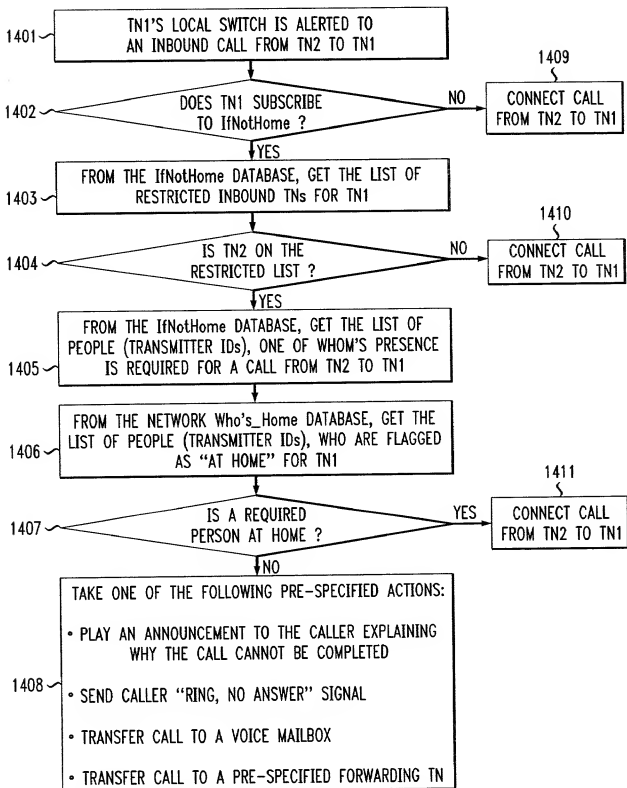 1401
TN1'S LOCAL SWITCH IS ALERTED TO
AN INBOUND CALL FROM TN2 TO TN1
1402
DOES TN1 SUBSCRIBE
TO IfNotHome ?
NO
1409
CONNECT CALL
FROM TN2 TO TN1
YES
1403
FROM THE IfNotHome DATABASE, GET THE LIST OF
RESTRICTED INBOUND TNs FOR TN1
1404
IS TN2 ON THE
RESTRICTED LIST ?
NO
1410
CONNECT CALL
FROM TN2 TO TN1
YES
1405
FROM THE IfNotHome DATABASE, GET THE LIST OF
PEOPLE (TRANSMITTER IDs), ONE OF WHOM'S PRESENCE
IS REQUIRED FOR A CALL FROM TN2 TO TN1
1406
FROM THE NETWORK Who's_Home DATABASE, GET THE
LIST OF PEOPLE (TRANSMITTER IDs), WHO ARE FLAGGED
AS "AT HOME" FOR TN1
1407
IS A REQUIRED
PERSON AT HOME ?
YES
1411
CONNECT CALL
FROM TN2 TO TN1
NO
1408
TAKE ONE OF THE FOLLOWING PRE-SPECIFIED ACTIONS:
• PLAY AN ANNOUNCEMENT TO THE CALLER EXPLAINING
WHY THE CALL CANNOT BE COMPLETED
• SEND CALLER "RING, NO ANSWER" SIGNAL
• TRANSFER CALL TO A VOICE MAILBOX
• TRANSFER CALL TO A PRE-SPECIFIED FORWARDING TN